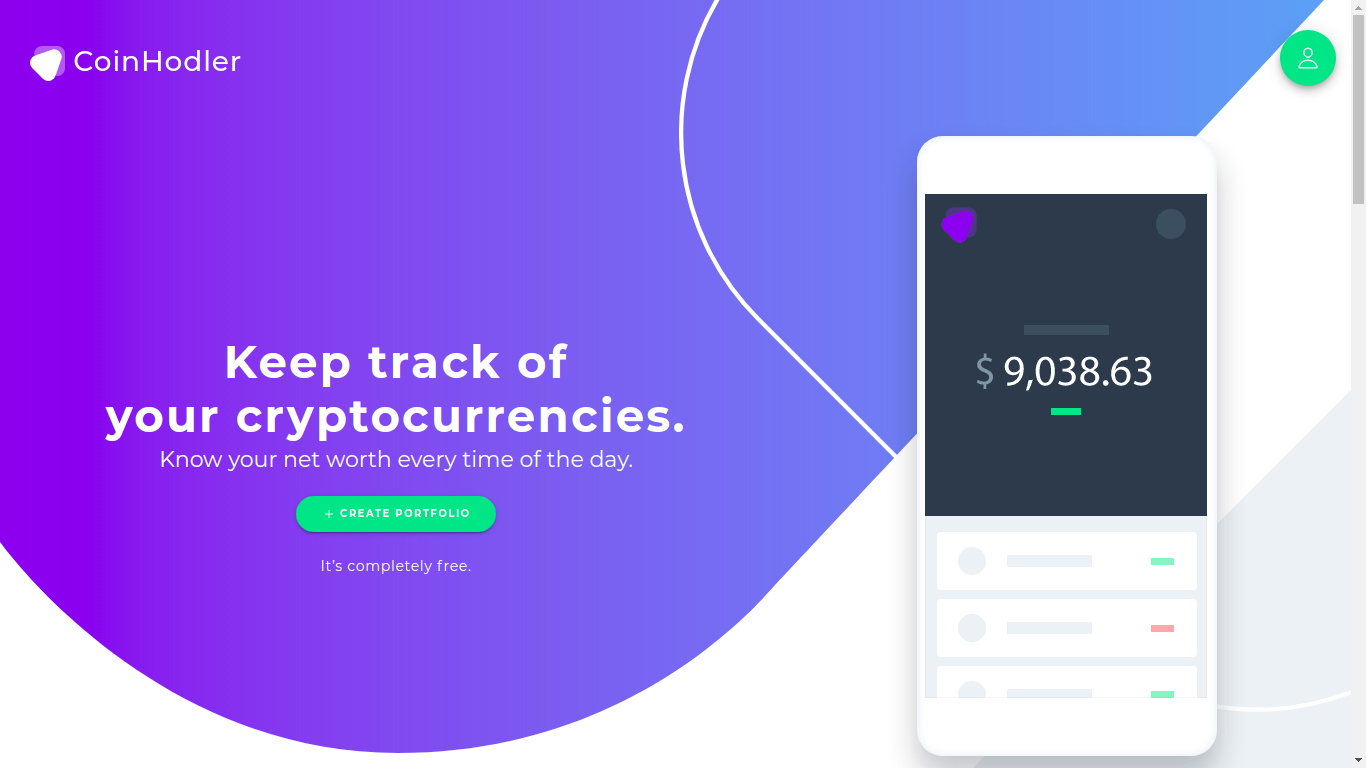 CoinHodler
Keep track of
your cryptocurrencies.
Know your net worth every time of the day.
+ CREATE PORTFOLIO
It's completely free.
$ 9,038.63